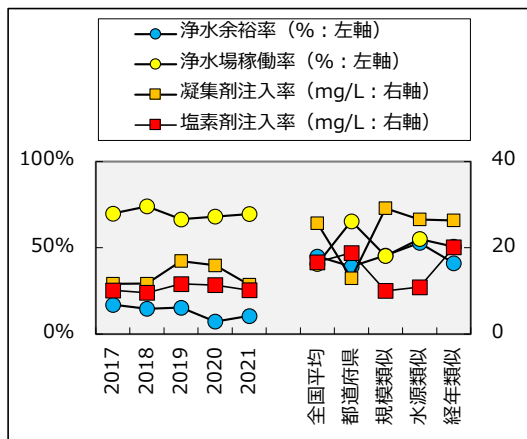 浄水余裕率（%：左軸）
浄水場稼働率（%：左軸）
凝集剤注入率（mg/L：右軸）
塩素剤注入率（mg/L：右軸）
100%
40
50%
20
0%
0
2017
2018
2019
2020
2021
全国平均
都道府県
規模類似
水源類似
経年類似